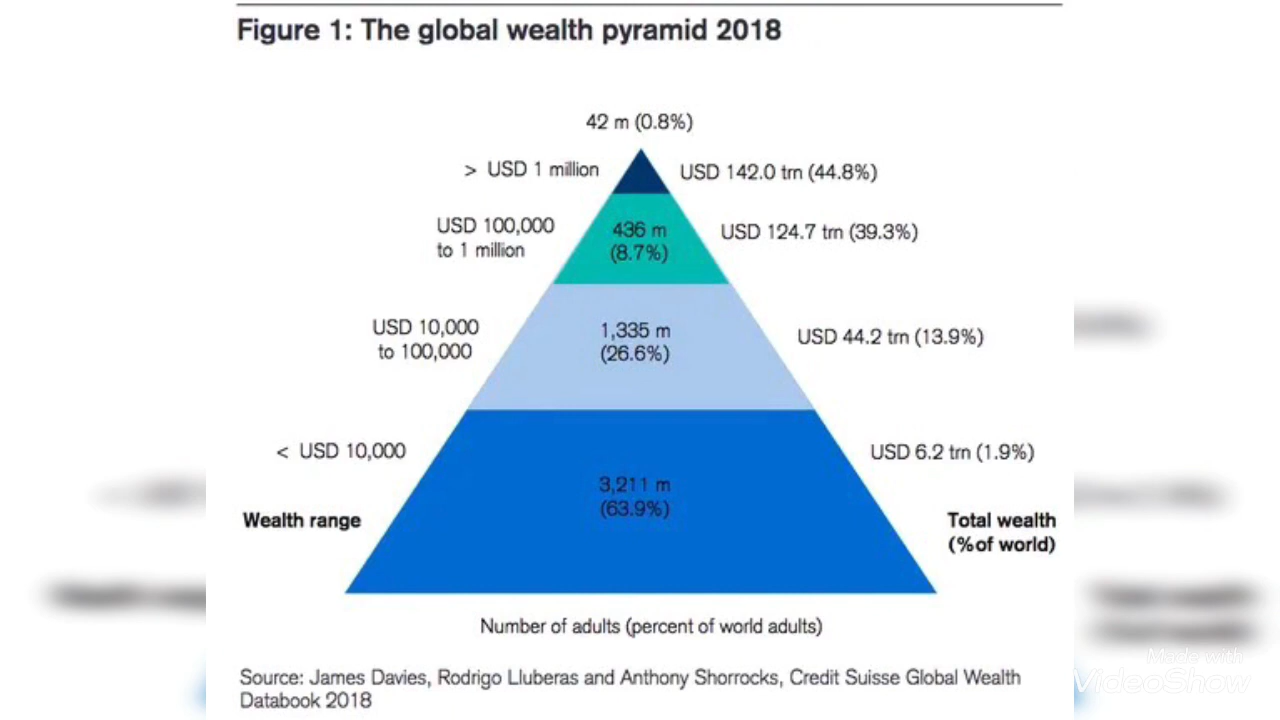 Figure 1: The global wealth pyramid 2018
42 m (0.8%)
> USD 1 million
USD 142.0 trn (44.8%)
USD 100,000
to 1 million
436 m
(8.7%)
USD 124.7 trn (39.3%)
USD 10,000
to 100,000
1,335 m
(26.6%)
USD 44.2 trn (13.9%)
< USD 10,000
USD 6.2 trn (1.9%)
3,211 m
(63.9%)
Wealth range
Total wealth
(%of world)
Number of adults (percent of world adults)
Source: James Davies, Rodrigo Lluberas and Anthony Shorrocks, Credit Suisse Global Wealth
Databook 2018
Made with
VideoShow